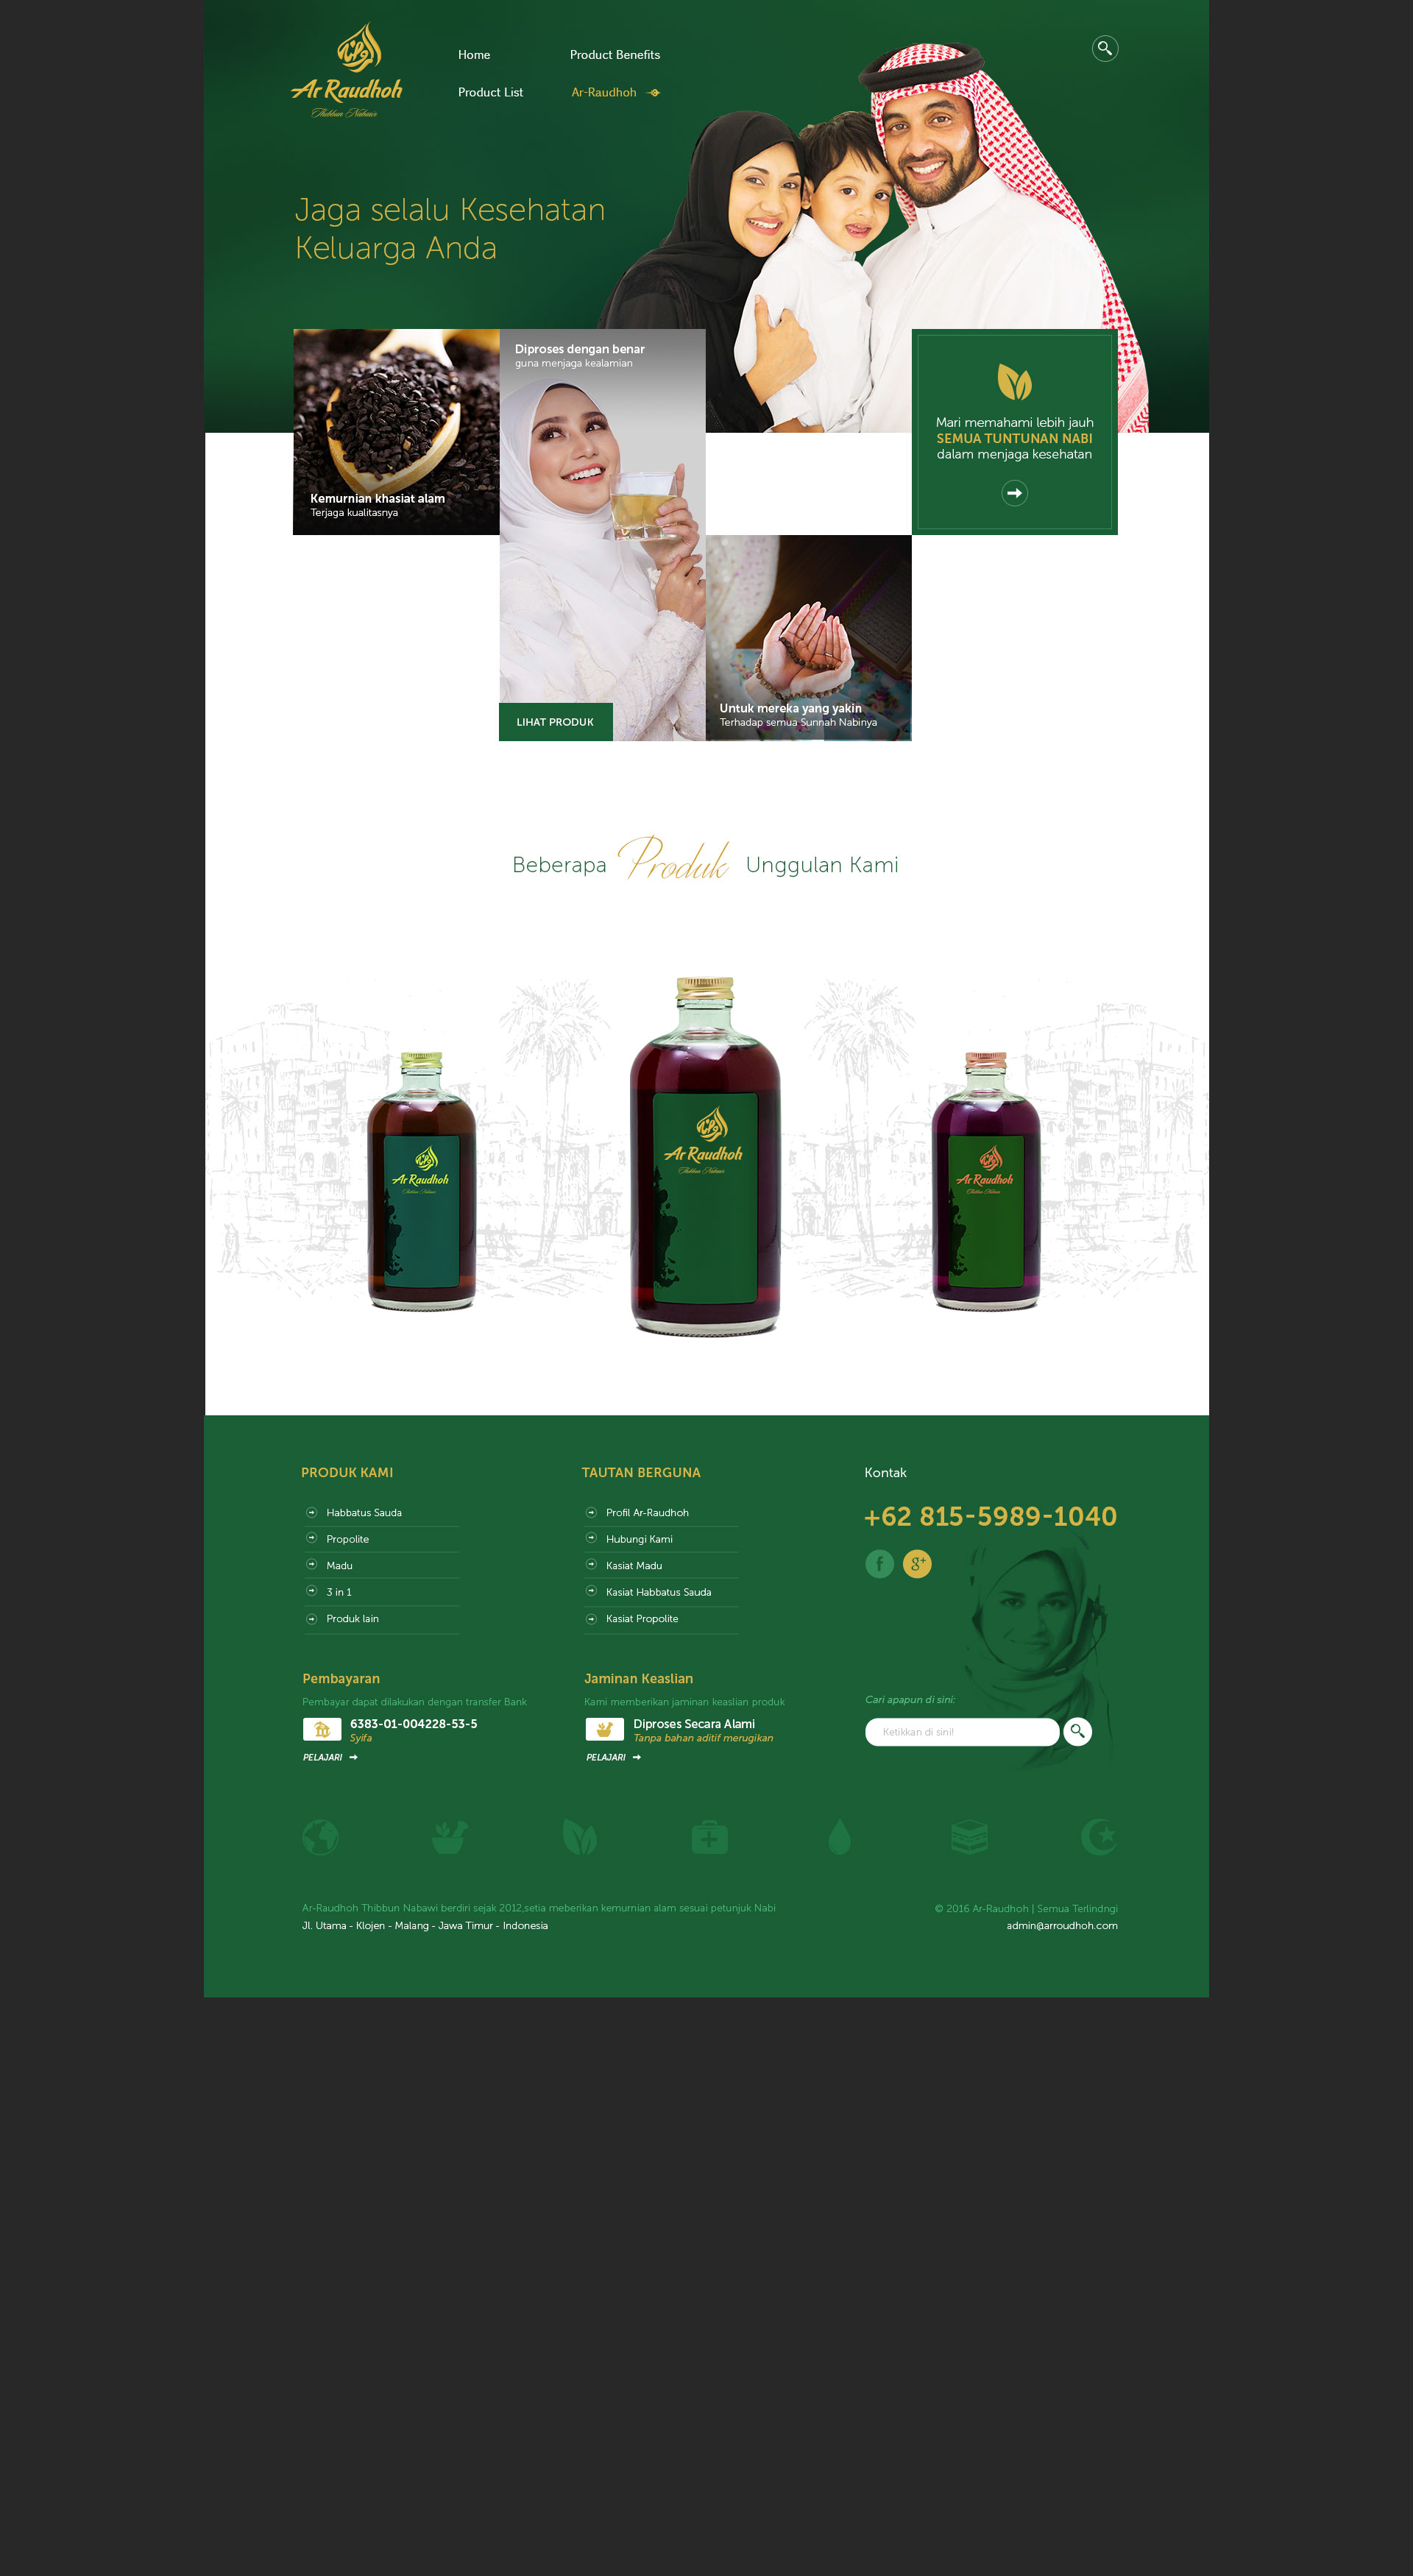 Ar Raudhoh
Thibbun Nabawi
Home
Product Benefits
Product List
Ar-Raudhoh
Jaga selalu Kesehatan
Keluarga Anda
Kemurnian khasiat alam
Terjaga kualitasnya
Diproses dengan benar
guna menjaga kealamian
LIHAT PRODUK
Untuk mereka yang yakin
Terhadap semua Sunnah Nabinya
Mari memahami lebih jauh
SEMUA TUNTUNAN NABI
dalam menjaga kesehatan
Beberapa Produk Unggulan Kami
Ar Raudhoh
Thibbun Nabawi
Ar Raudhoh
Thibbun Nabawi
Ar Raudhoh
Thibbun Nabawi
PRODUK KAMI
Habbatus Sauda
Propolite
Madu
3 in 1
Produk lain
TAUTAN BERGUNA
Profil Ar-Raudhoh
Hubungi Kami
Kasiat Madu
Kasiat Habbatus Sauda
Kasiat Propolite
Kontak
+62 815-5989-1040
f
g+
Pembayaran
Pembayar dapat dilakukan dengan transfer Bank
6383-01-004228-53-5
Syifa
PELAJARI
Jaminan Keaslian
Kami memberikan jaminan keaslian produk
Diproses Secara Alami
Tanpa bahan aditif merugikan
PELAJARI
Cari apapun di sini:
Ketikkan di sini!
Ar-Raudhoh Thibbun Nabawi berdiri sejak 2012,setia meberikan kemurnian alam sesuai petunjuk Nabi
Jl. Utama - Klojen - Malang - Jawa Timur - Indonesia
© 2016 Ar-Raudhoh | Semua Terlindngi
admin@arroudhoh.com